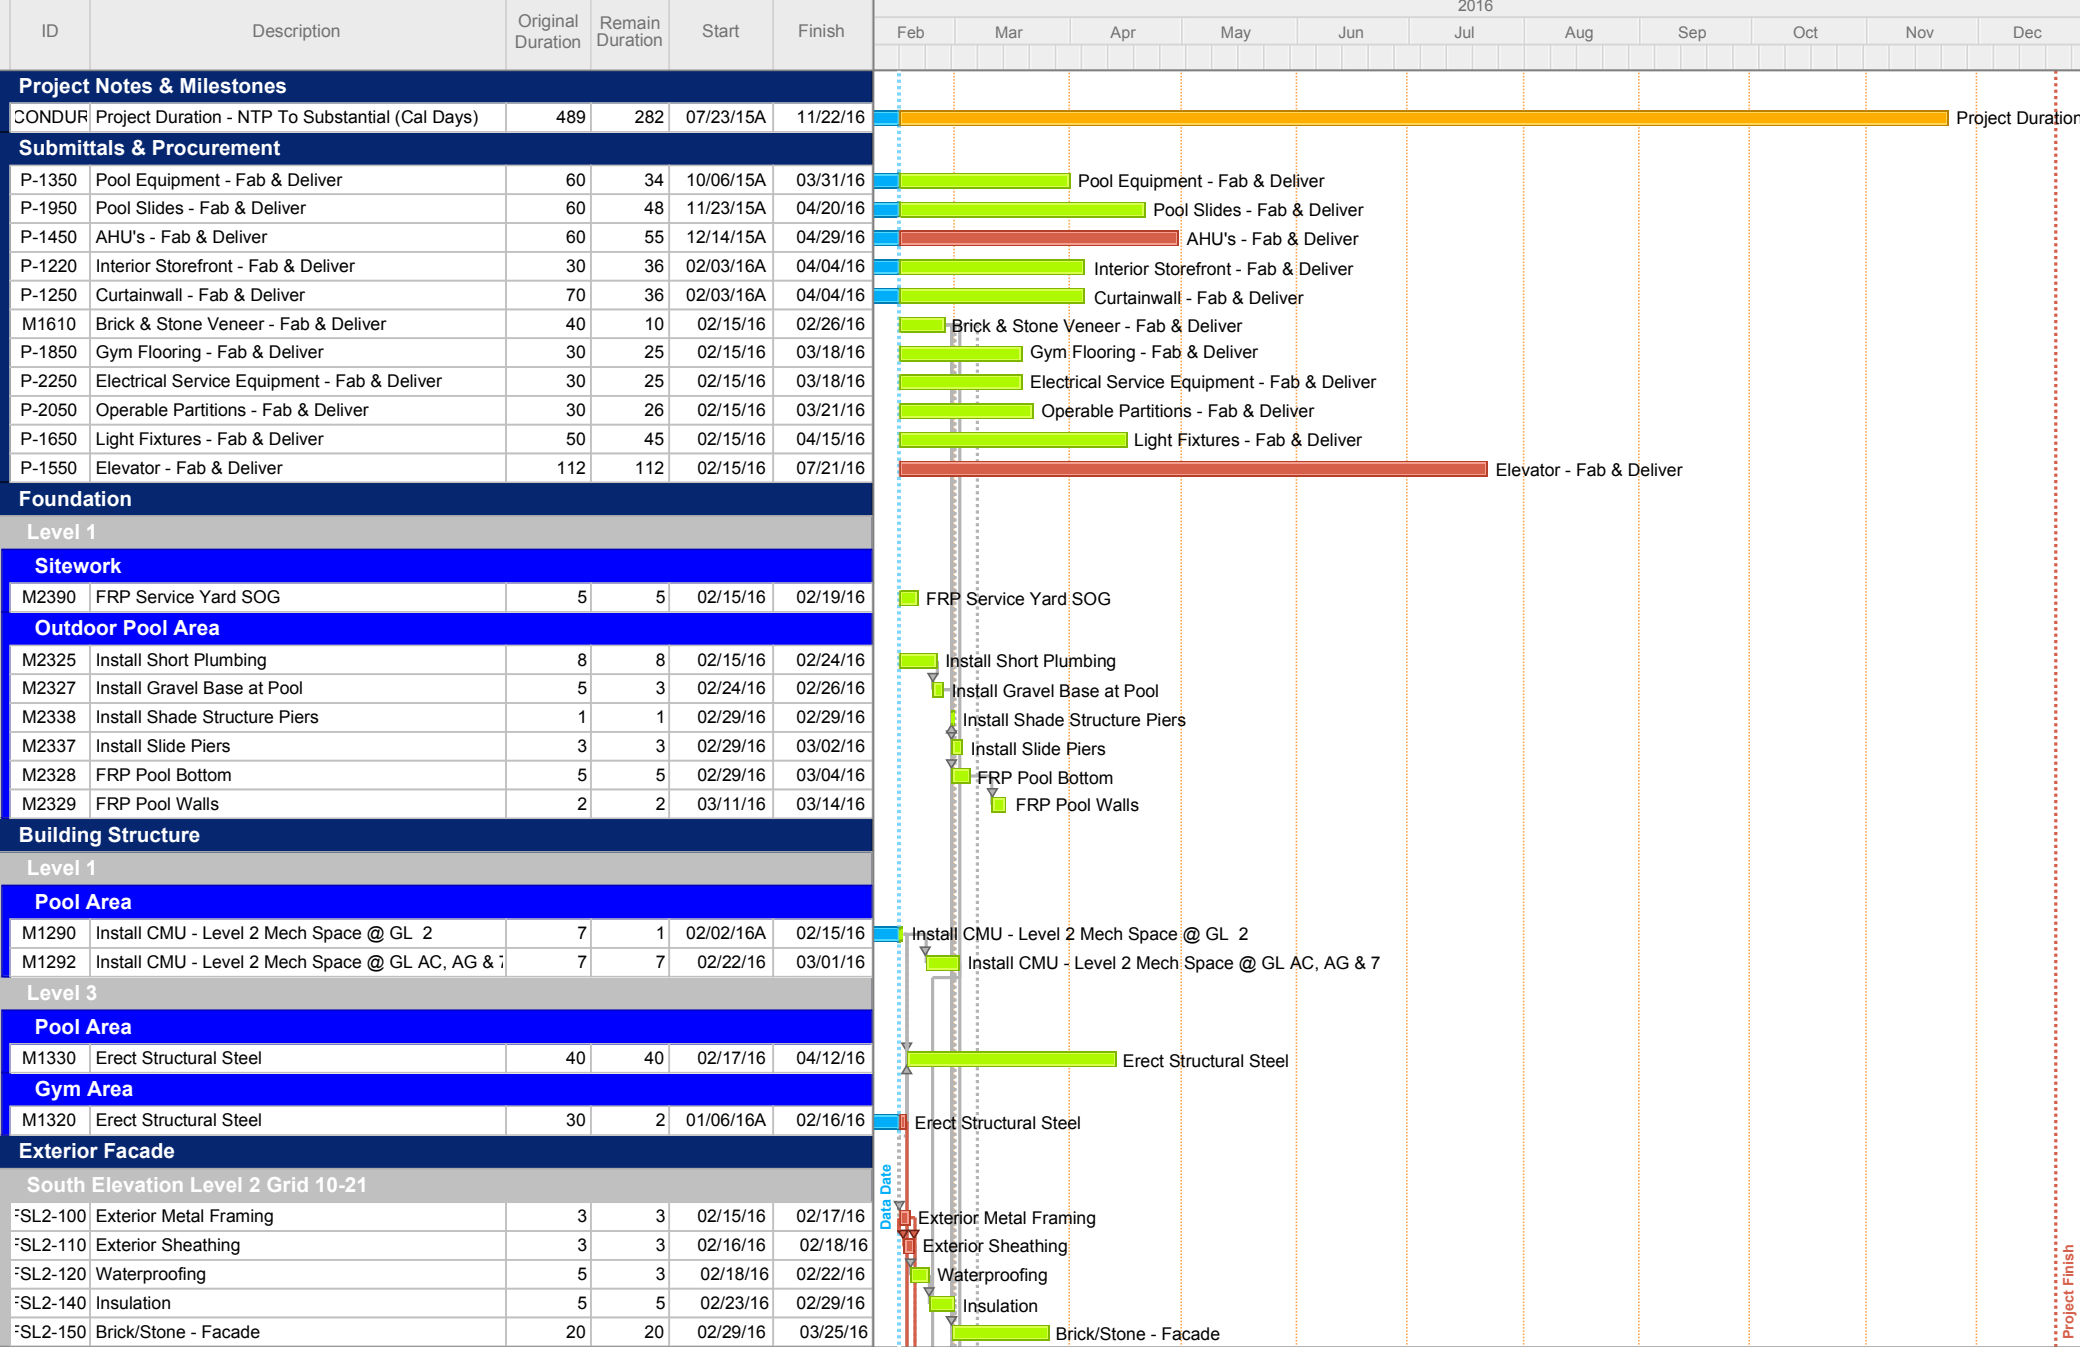 2016
ID Description Original Duration Remain Duration Start Finish Feb Mar Apr May Jun Jul Aug Sep Oct Nov Dec
Project Notes & Milestones
CONDUR Project Duration - NTP To Substantial (Cal Days) 489 282 07/23/15A 11/22/16 Project Duration
Submittals & Procurement
P-1350 Pool Equipment - Fab & Deliver 60 34 10/06/15A 03/31/16 Pool Equipment - Fab & Deliver
P-1950 Pool Slides - Fab & Deliver 60 48 11/23/15A 04/20/16 Pool Slides - Fab & Deliver
P-1450 AHU's - Fab & Deliver 60 55 12/14/15A 04/29/16 AHU's - Fab & Deliver
P-1220 Interior Storefront - Fab & Deliver 30 36 02/03/16A 04/04/16 Interior Storefront - Fab & Deliver
P-1250 Curtainwall - Fab & Deliver 70 36 02/03/16A 04/04/16 Curtainwall - Fab & Deliver
M1610 Brick & Stone Veneer - Fab & Deliver 40 10 02/15/16 02/26/16 Brick & Stone Veneer - Fab & Deliver
P-1850 Gym Flooring - Fab & Deliver 30 25 02/15/16 03/18/16 Gym Flooring - Fab & Deliver
P-2250 Electrical Service Equipment - Fab & Deliver 30 25 02/15/16 03/18/16 Electrical Service Equipment - Fab & Deliver
P-2050 Operable Partitions - Fab & Deliver 30 26 02/15/16 03/21/16 Operable Partitions - Fab & Deliver
P-1650 Light Fixtures - Fab & Deliver 50 45 02/15/16 04/15/16 Light Fixtures - Fab & Deliver
P-1550 Elevator - Fab & Deliver 112 112 02/15/16 07/21/16 Elevator - Fab & Deliver
Foundation
Level 1
Sitework
M2390 FRP Service Yard SOG 5 5 02/15/16 02/19/16 FRP Service Yard SOG
Outdoor Pool Area
M2325 Install Short Plumbing 8 8 02/15/16 02/24/16 Install Short Plumbing
M2327 Install Gravel Base at Pool 5 3 02/24/16 02/26/16 Install Gravel Base at Pool
M2338 Install Shade Structure Piers 1 1 02/29/16 02/29/16 Install Shade Structure Piers
M2337 Install Slide Piers 3 3 02/29/16 03/02/16 Install Slide Piers
M2328 FRP Pool Bottom 5 5 02/29/16 03/04/16 FRP Pool Bottom
M2329 FRP Pool Walls 2 2 03/11/16 03/14/16 FRP Pool Walls
Building Structure
Level 1
Pool Area
M1290 Install CMU - Level 2 Mech Space @ GL 2 7 1 02/02/16A 02/15/16 Install CMU - Level 2 Mech Space @ GL 2
M1292 Install CMU - Level 2 Mech Space @ GL AC, AG & 7 7 7 02/22/16 03/01/16 Install CMU - Level 2 Mech Space @ GL AC, AG & 7
Level 3
Pool Area
M1330 Erect Structural Steel 40 40 02/17/16 04/12/16 Erect Structural Steel
Gym Area
M1320 Erect Structural Steel 30 2 01/06/16A 02/16/16 Erect Structural Steel
Exterior Facade
South Elevation Level 2 Grid 10-21
FSL2-100 Exterior Metal Framing 3 3 02/15/16 02/17/16 Exterior Metal Framing
FSL2-110 Exterior Sheathing 3 3 02/16/16 02/18/16 Exterior Sheathing
FSL2-120 Waterproofing 5 3 02/18/16 02/22/16 Waterproofing
FSL2-140 Insulation 5 5 02/23/16 02/29/16 Insulation
FSL2-150 Brick/Stone - Facade 20 20 02/29/16 03/25/16 Brick/Stone - Facade
Data Date
Project Finish